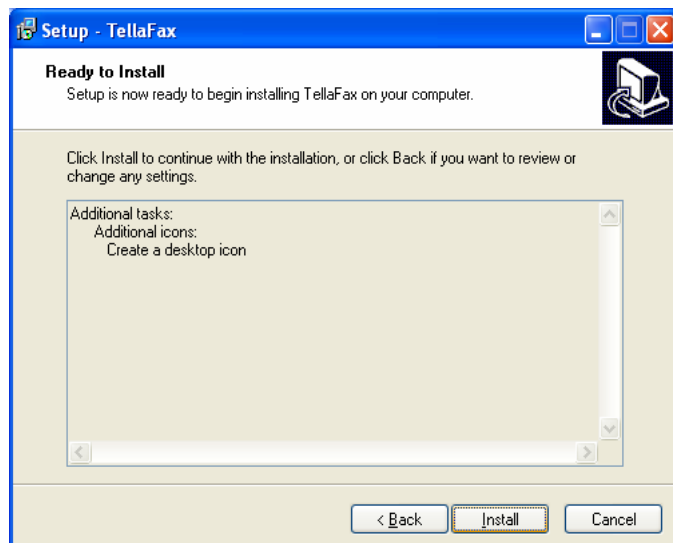 Setup - TellaFax
Ready to Install
Setup is now ready to begin installing TellaFax on your computer.
Click Install to continue with the installation, or click Back if you want to review or
change any settings.
Additional tasks:
Additional icons:
Create a desktop icon
< Back
Install
Cancel